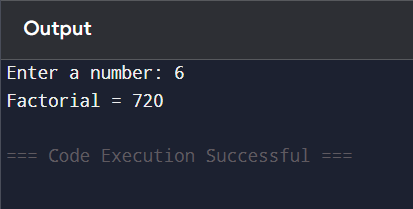 Output
Enter a number: 6
Factorial = 720
=== Code Execution Successful ===